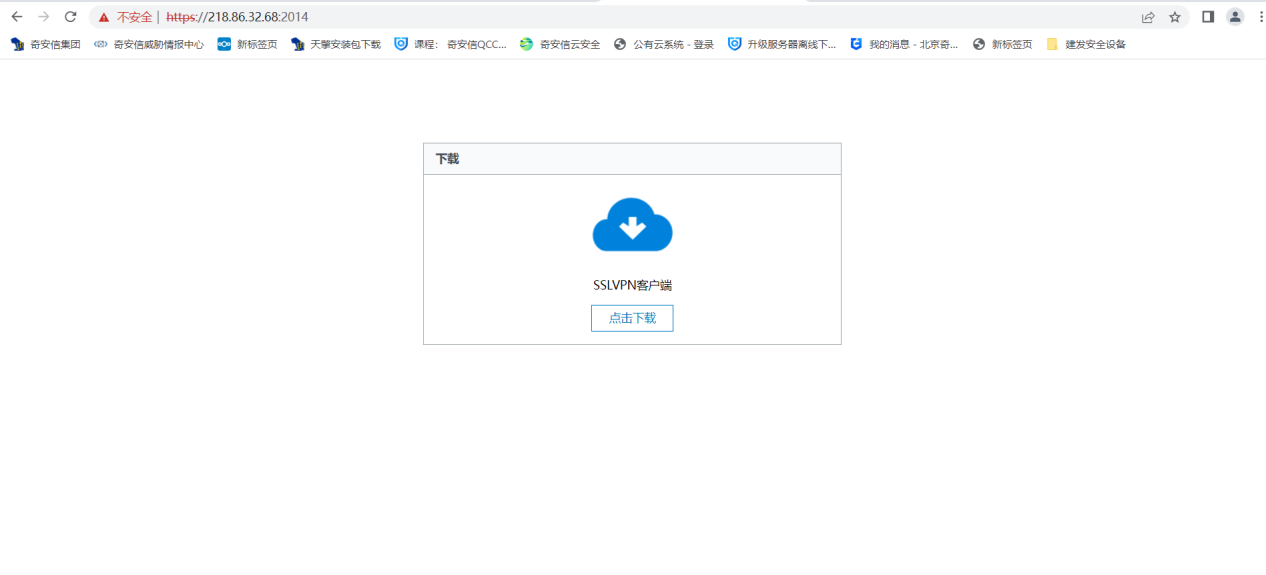 不安全 | https://218.86.32.68:2014
奇安信集团 奇安信威胁情报中心 新标签页 天擎安装包下载 课程： 奇安信QCC... 奇安信云安全 公有云系统 - 登录 升级服务器离线下... 我的消息 - 北京奇... 新标签页 建发安全设备
下载
SSLVPN客户端
点击下载